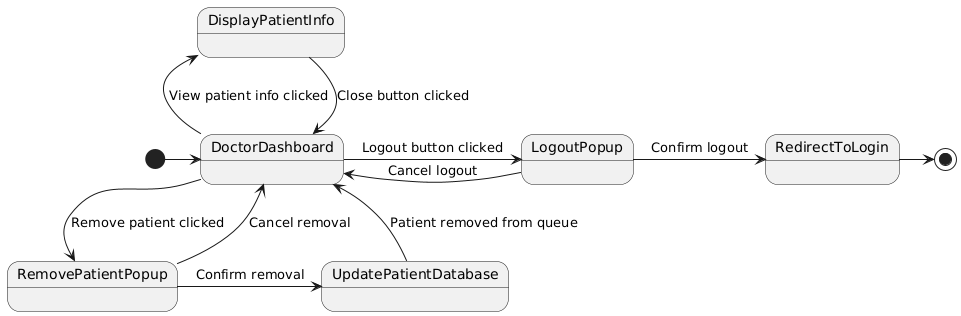 DisplayPatientInfo
View patient info clicked
Close button clicked
DoctorDashboard
Logout button clicked
Cancel logout
LogoutPopup
Confirm logout
RedirectToLogin
Remove patient clicked
Cancel removal
Patient removed from queue
RemovePatientPopup
Confirm removal
UpdatePatientDatabase